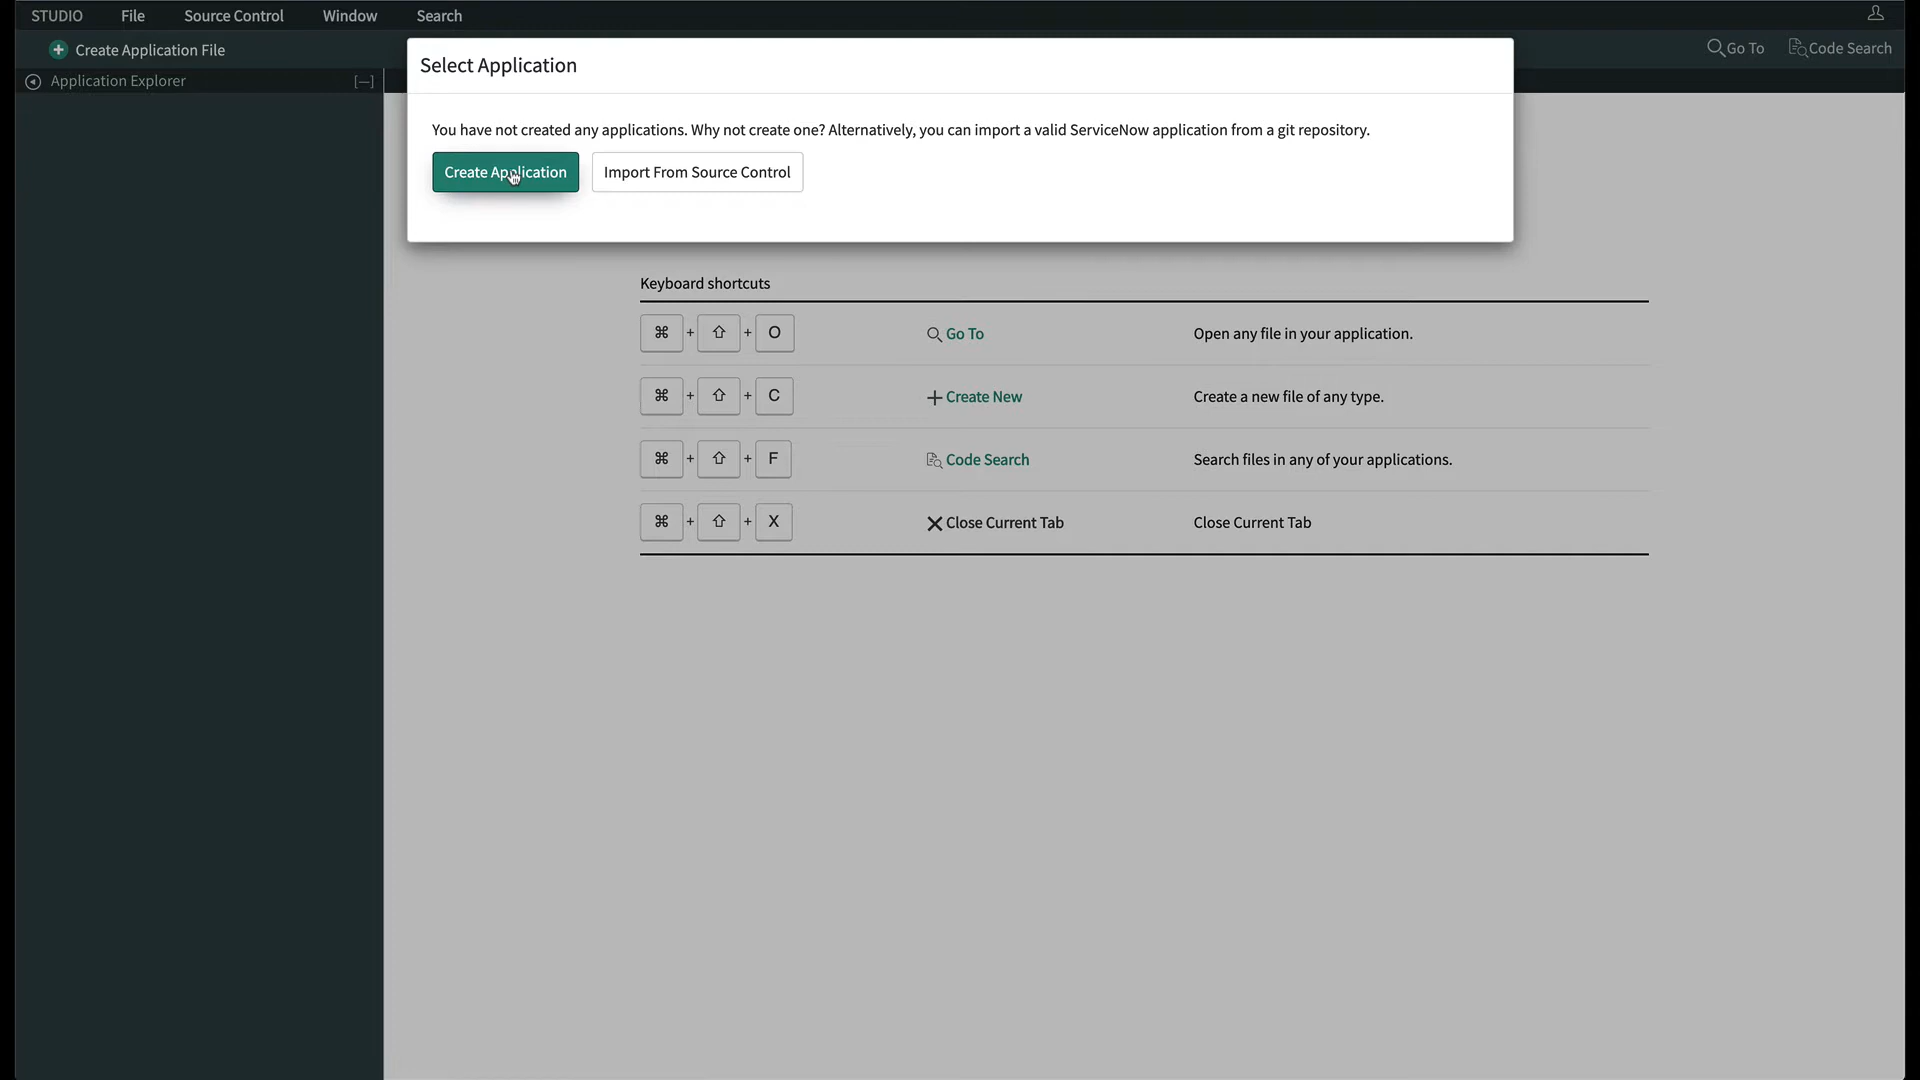 STUDIO File Source Control Window Search
Create Application File
Go To Code Search
Application Explorer [—]
Select Application
You have not created any applications. Why not create one? Alternatively, you can import a valid ServiceNow application from a git repository.
Create Application Import From Source Control
Keyboard shortcuts
⌘ + ⇧ + O Go To Open any file in your application.
⌘ + ⇧ + C Create New Create a new file of any type.
⌘ + ⇧ + F Code Search Search files in any of your applications.
⌘ + ⇧ + X Close Current Tab Close Current Tab